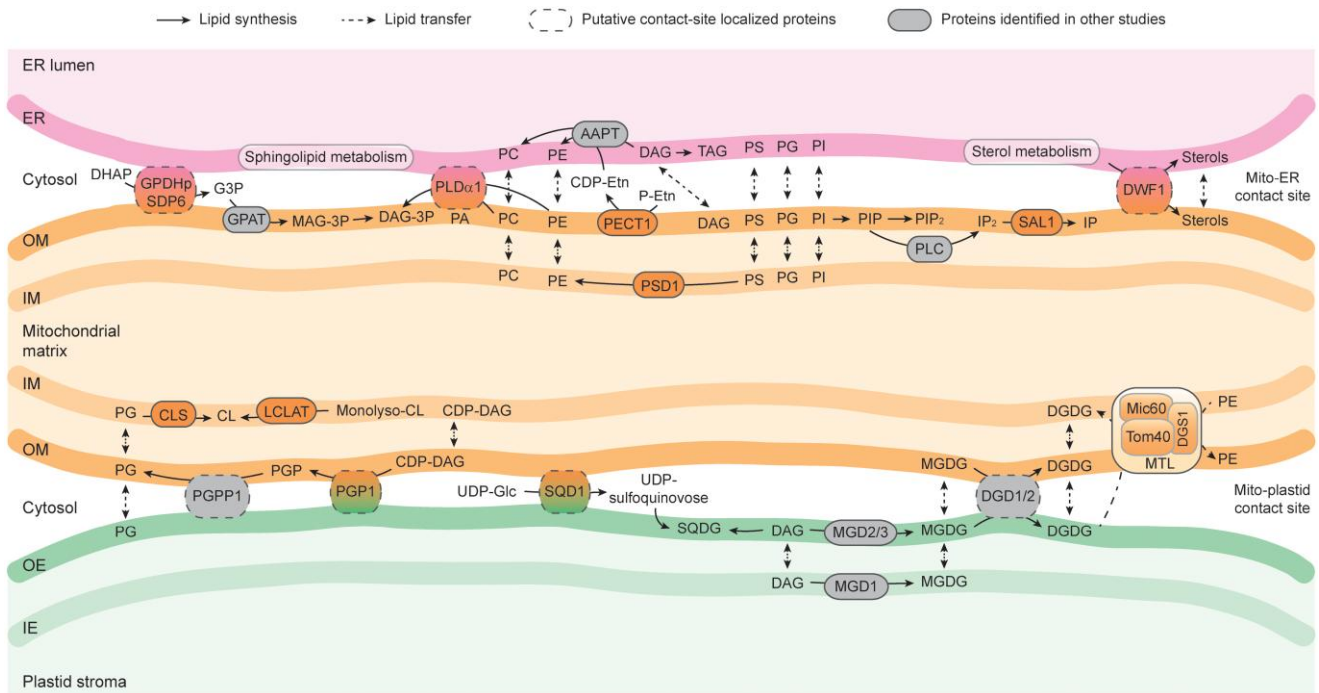 Lipid synthesis
Lipid transfer
Putative contact-site localized proteins
Proteins identified in other studies
ER lumen
ER
Sphingolipid metabolism
PC
PE
AAPT
DAG
TAG
PS
PG
PI
Sterol metabolism
Sterols
Cytosol
DHAP
GPDHp
SDP6
G3P
PLDα1
CDP-Etn
P-Etn
DWF1
Mito-ER
contact site
GPAT
MAG-3P
DAG-3P
PA
PC
PE
PECT1
DAG
PS
PG
PI
PIP
PIP₂
PLC
IP₂
SAL1
IP
Sterols
OM
PC
PE
PSD1
PS
PG
PI
IM
Mitochondrial
matrix
IM
PG
CLS
CL
LCLAT
Monolyso-CL
CDP-DAG
DGDG
Mic60
Tom40
DGS1
MTL
PE
OM
PG
PGP
CDP-DAG
MGDG
DGDG
PE
PGPP1
PGP1
UDP-Glc
SQD1
UDP-
sulfoquinovose
DGD1/2
Cytosol
Mito-plastid
contact site
PG
SQDG
DAG
MGD2/3
MGDG
DGDG
OE
DAG
MGD1
MGDG
IE
Plastid stroma